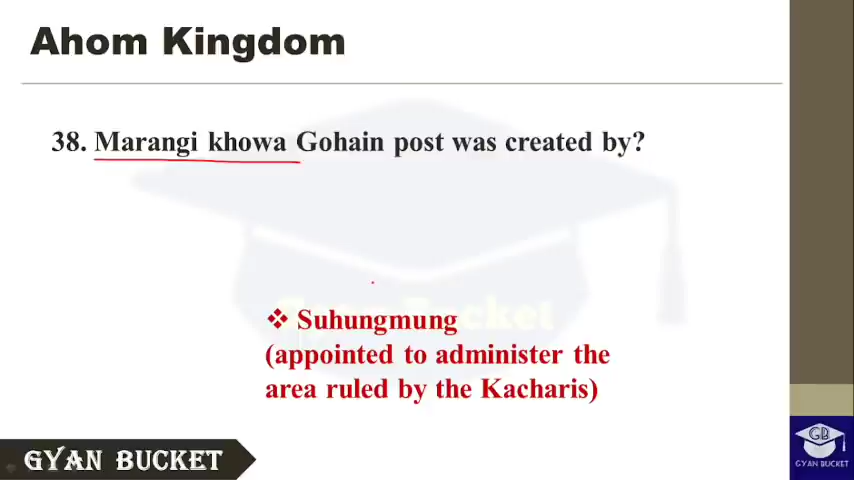 Ahom Kingdom
38. Marangi khowa Gohain post was created by?
❖ Suhungmung
(appointed to administer the
area ruled by the Kacharis)
GYAN BUCKET
GB
GYAN BUCKET